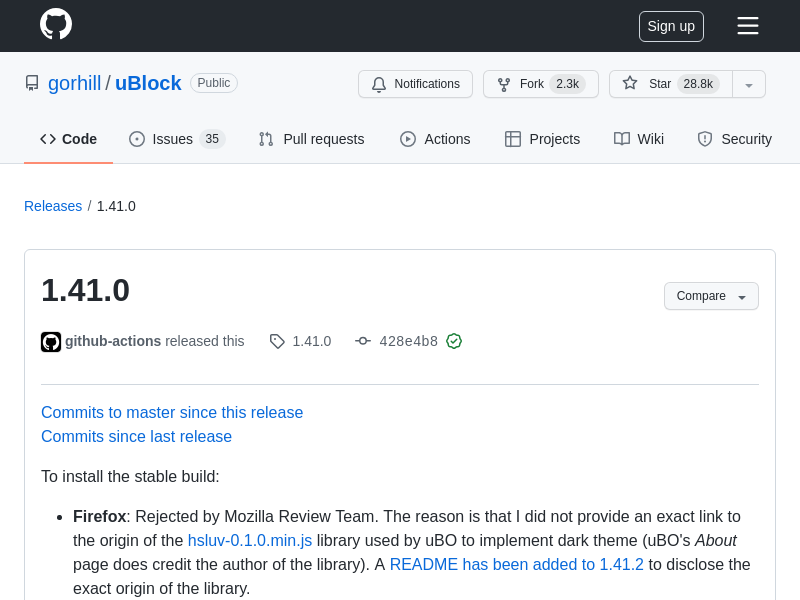 Sign up
gorhill / uBlock Public
Notifications Fork 2.3k Star 28.8k
Code Issues 35 Pull requests Actions Projects Wiki Security
Releases / 1.41.0
1.41.0
Compare
github-actions released this 1.41.0 428e4b8
Commits to master since this release
Commits since last release
To install the stable build:
Firefox: Rejected by Mozilla Review Team. The reason is that I did not provide an exact link to
the origin of the hsluv-0.1.0.min.js library used by uBO to implement dark theme (uBO's About
page does credit the author of the library). A README has been added to 1.41.2 to disclose the
exact origin of the library.